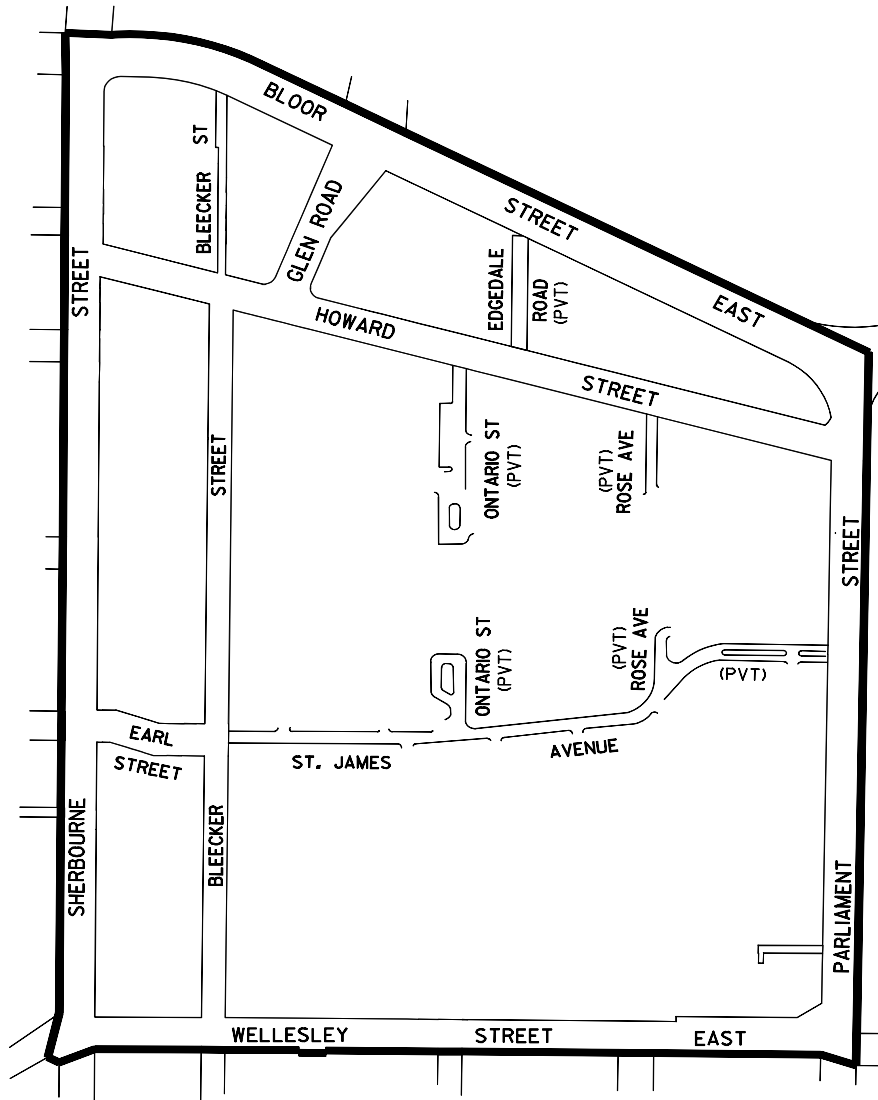 BLOOR
STREET
EAST
BLEECKER ST
GLEN ROAD
STREET
EDGEDALE
ROAD
(PVT)
HOWARD
STREET
STREET
ONTARIO ST
(PVT)
(PVT)
ROSE AVE
STREET
ONTARIO ST
(PVT)
(PVT)
ROSE AVE
(PVT)
EARL
STREET
ST. JAMES
AVENUE
SHERBOURNE
BLEECKER
PARLIAMENT
WELLESLEY STREET EAST